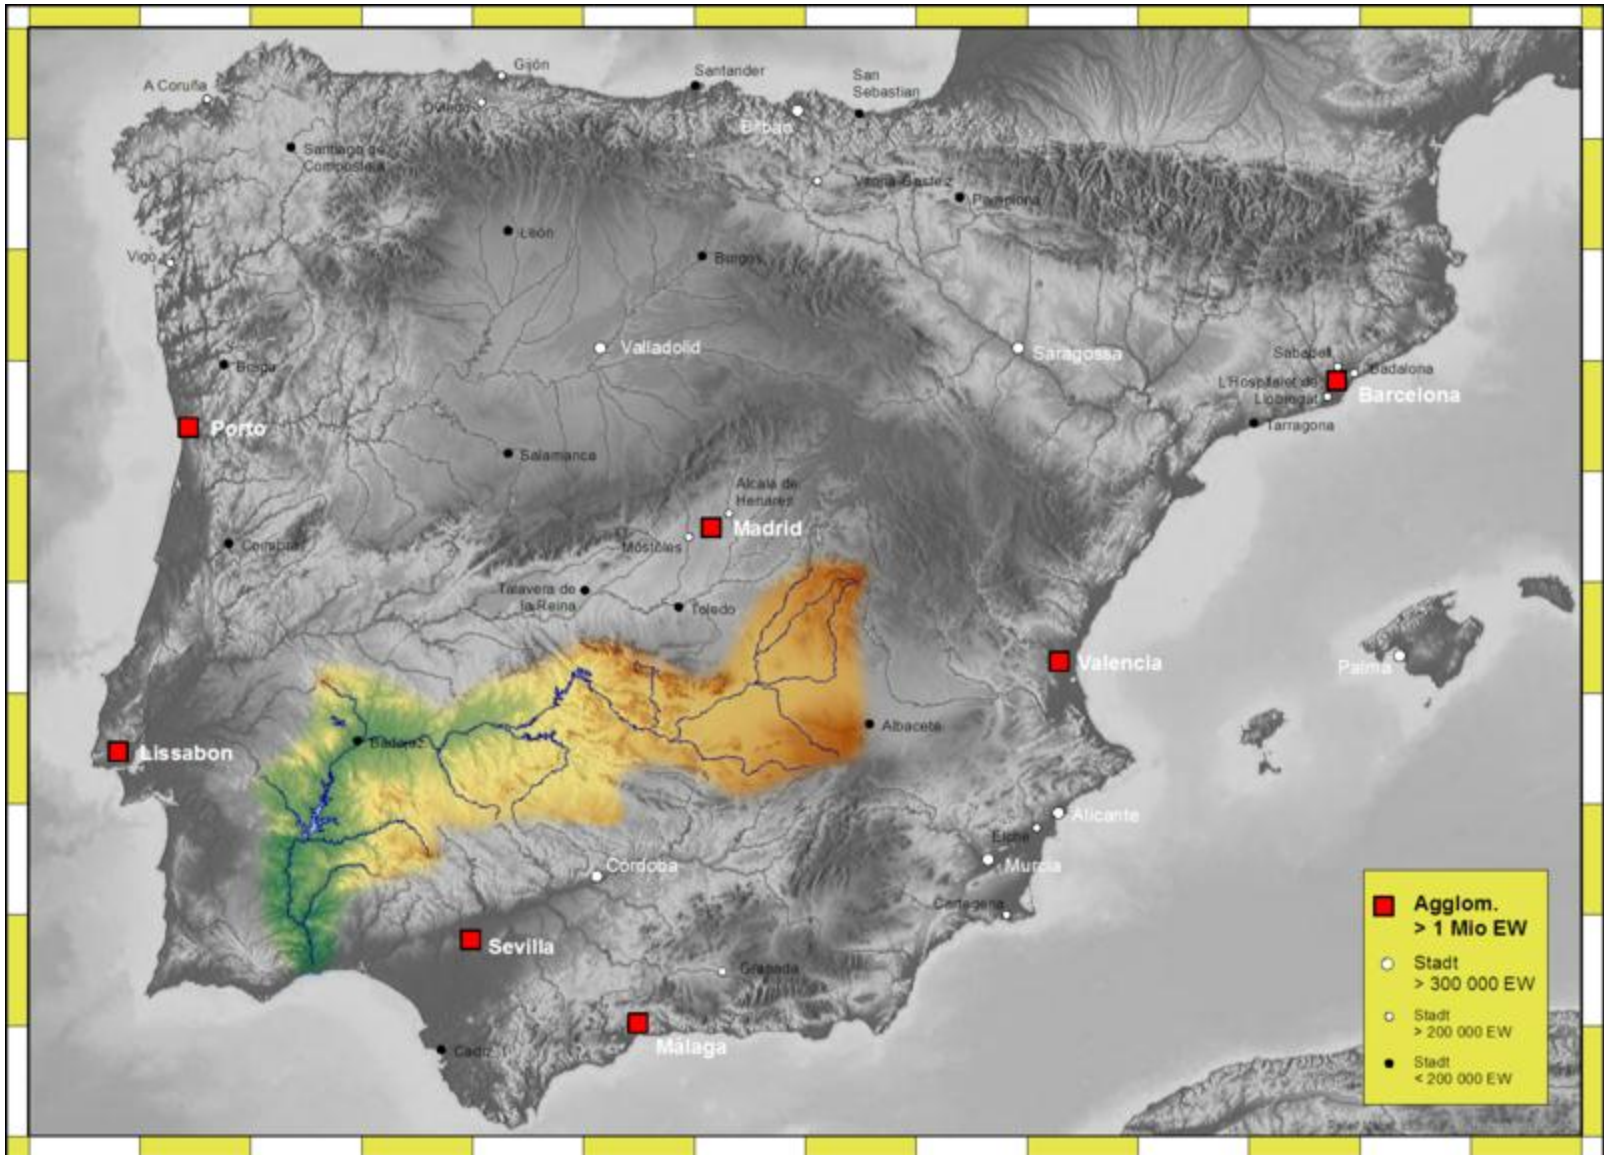 Gijón
Santander
San
Sebastian
A Coruña
Oviedo
Bilbao
Santiago de
Compostela
Vitoria-Gasteiz
Pamplona
León
Burgos
Vigo
Valladolid
Saragossa
Sabadell
Badalona
L'Hospitalet de
Llobregat
Barcelona
Braga
Tarragona
Porto
Salamanca
Alcalá de
Henares
Madrid
Móstoles
Coimbra
Talavera de
la Reina
Toledo
Valencia
Palma
Albacete
Badajoz
Lissabon
Alicante
Elche
Murcia
Córdoba
Cartagena
Sevilla
Granada
Málaga
Cadiz
Agglom.
> 1 Mio EW
Stadt
> 300 000 EW
Stadt
> 200 000 EW
Stadt
< 200 000 EW